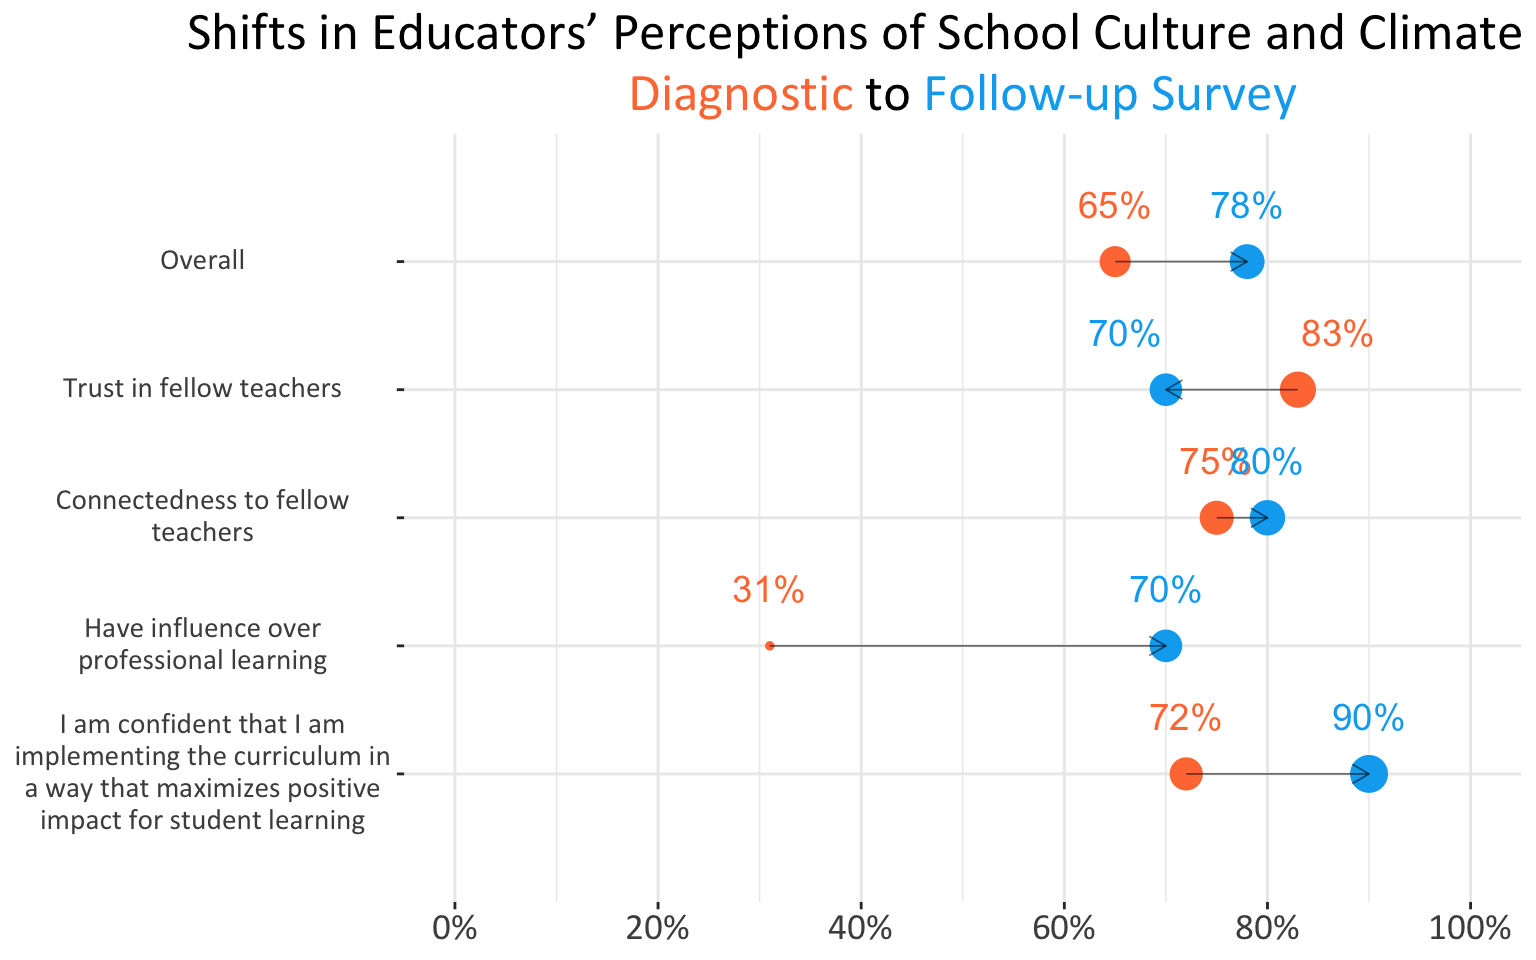 Shifts in Educators’ Perceptions of School Culture and Climate
Diagnostic to Follow-up Survey
65% 78%
Overall
70% 83%
Trust in fellow teachers
75% 80%
Connectedness to fellow
teachers
31% 70%
Have influence over
professional learning
72% 90%
I am confident that I am
implementing the curriculum in
a way that maximizes positive
impact for student learning
0% 20% 40% 60% 80% 100%